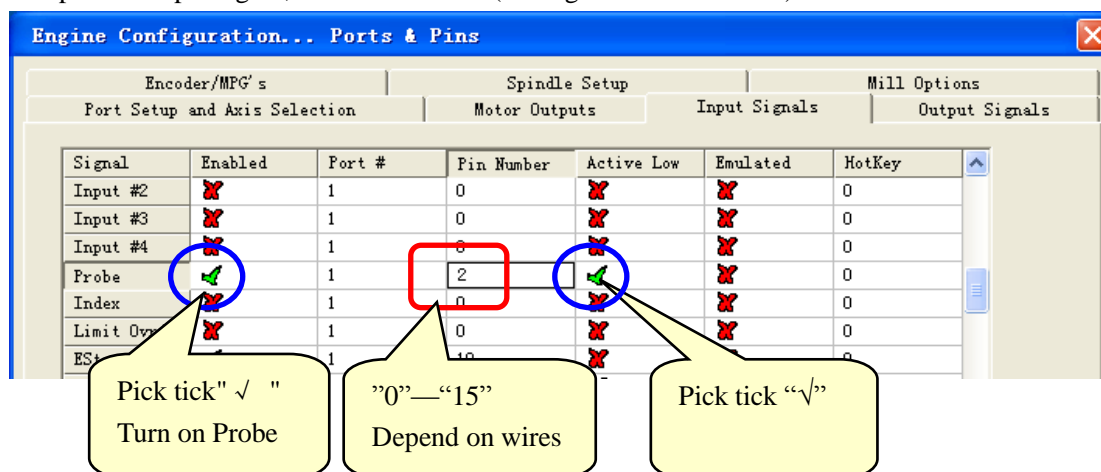 Engine Configuration... Ports & Pins
Encoder/MPG's Spindle Setup Mill Options
Port Setup and Axis Selection Motor Outputs Input Signals Output Signals
Signal Enabled Port # Pin Number Active Low Emulated HotKey
Input #2 1 0 0
Input #3 1 0 0
Input #4 1 0 0
Probe 1 2 0
Index 1 0 0
Limit 1 0 0
1
Pick tick" √ "
Turn on Probe
”0”—“15”
Depend on wires
Pick tick “√”